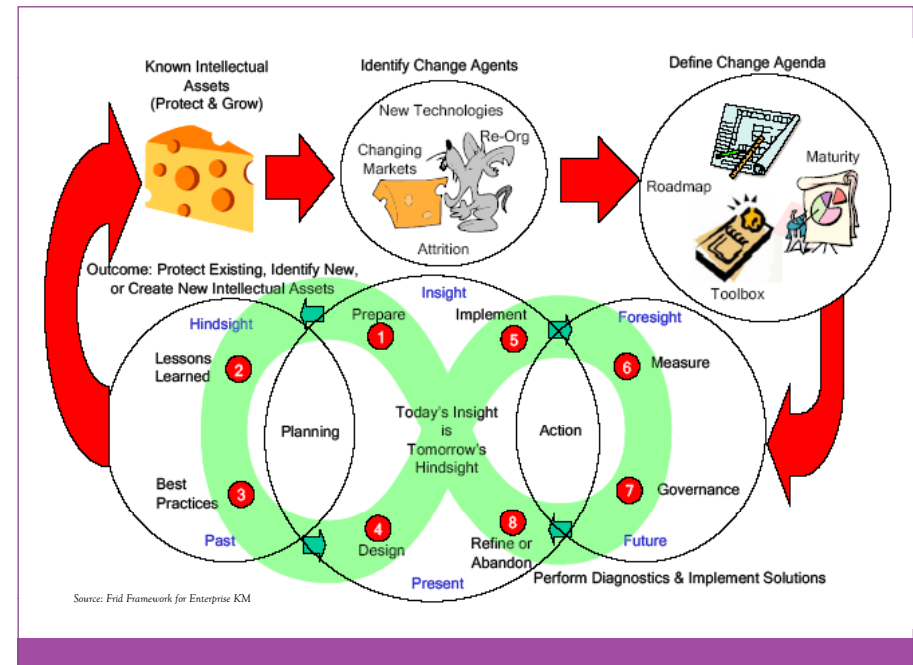 Known Intellectual
Assets
(Protect & Grow)
Identify Change Agents
New Technologies
Re-Org
Changing
Markets
Attrition
Define Change Agenda
Maturity
Roadmap
Toolbox
Outcome: Protect Existing, Identify New,
or Create New Intellectual Assets
Hindsight
Insight
Foresight
Prepare
1
Implement
5
Lessons
Learned
2
6
Measure
Planning
Today's Insight
is
Tomorrow's
Hindsight
Action
Best
Practices
3
7
Governance
4
Design
8
Refine or
Abandon
Past
Present
Future
Perform Diagnostics & Implement Solutions
Source: Frid Framework for Enterprise KM